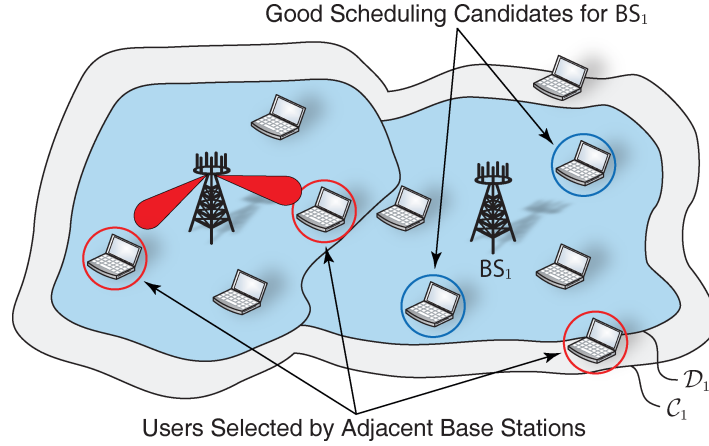 Good Scheduling Candidates for BS₁
BS₁
𝒟₁
𝒞₁
Users Selected by Adjacent Base Stations